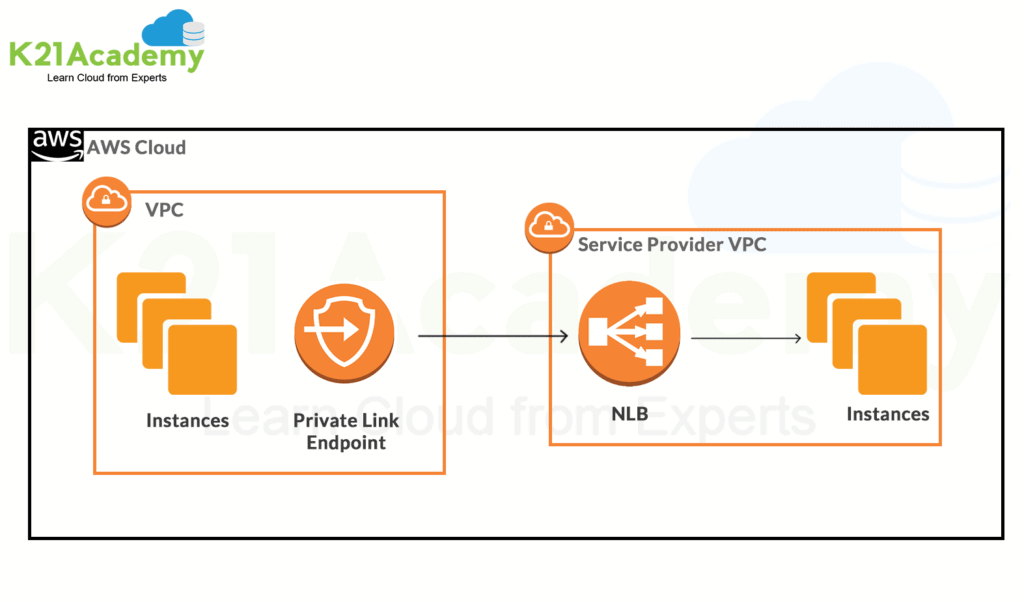 K21Academy
Learn Cloud from Experts
aws
AWS Cloud
VPC
Service Provider VPC
Instances
Private Link
Endpoint
NLB
Instances
K21Academy
Learn Cloud from Experts